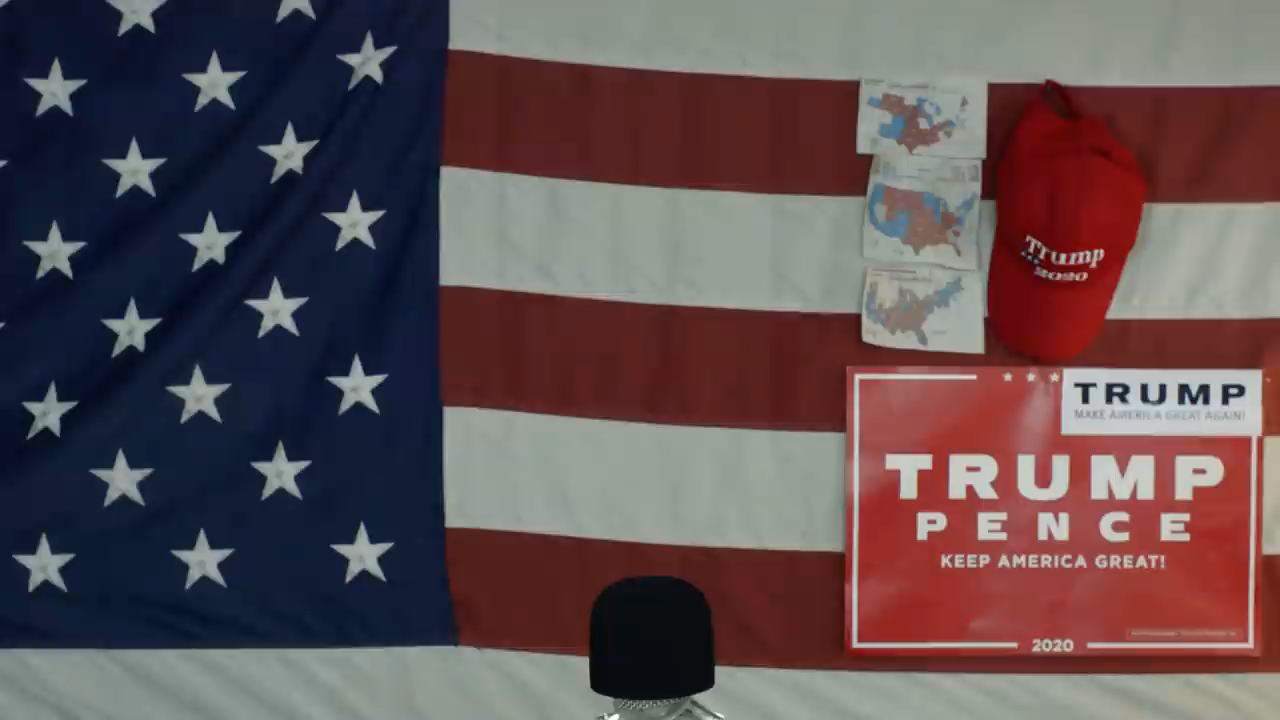 Trump
2020
TRUMP
MAKE AMERICA GREAT AGAIN!
TRUMP
PENCE
KEEP AMERICA GREAT!
2020